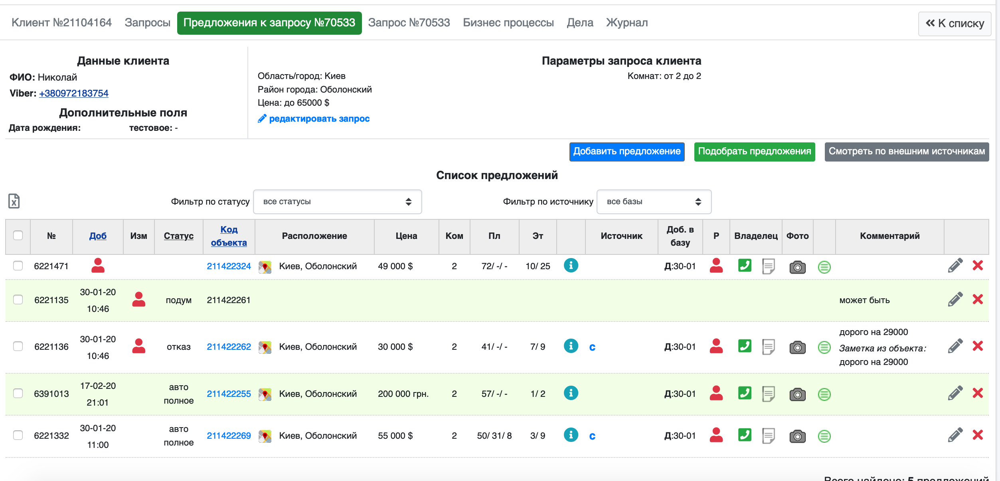 Клиент №21104164 Запросы Предложения к запросу №70533 Запрос №70533 Бизнес процессы Дела Журнал « К списку
Данные клиента
ФИО: Николай
Viber: +380972183754
Дополнительные поля
Дата рождения: тестовое: -
Параметры запроса клиента
Область/город: Киев Комнат: от 2 до 2
Район города: Оболонский
Цена: до 65000 $
редактировать запрос
Добавить предложение Подобрать предложения Смотреть по внешним источникам
Список предложений
Фильтр по статусу все статусы Фильтр по источнику все базы
№ Доб Изм Статус Код объекта Расположение Цена Ком Пл Эт Источник Доб. в базу Р Владелец Фото Комментарий
6221471 211422324 Киев, Оболонский 49 000 $ 2 72/ -/ - 10/ 25 Д:30-01
6221135 30-01-20 10:46 подум 211422261 может быть
6221136 30-01-20 10:46 отказ 211422262 Киев, Оболонский 30 000 $ 2 41/ -/ - 7/ 9 с Д:30-01 дорого на 29000
Заметка из объекта:
дорого на 29000
6391013 17-02-20 21:01 авто полное 211422255 Киев, Оболонский 200 000 грн. 2 57/ -/ - 1/ 2 Д:30-01
6221332 30-01-20 11:00 авто полное 211422269 Киев, Оболонский 55 000 $ 2 50/ 31/ 8 3/ 9 с Д:30-01
Всего найдено: 5 предложений